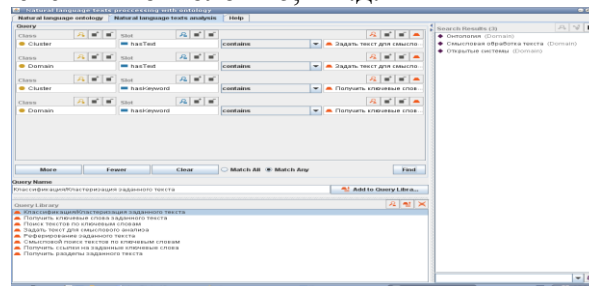 Natural language texts proccessing with ontology
Natural language ontology Natural language texts analysis Help
Query
Class Slot
Cluster hasText contains Задать текст для смысло...
Class Slot
Domain hasText contains Задать текст для смысло...
Class Slot
Cluster hasKeyword contains Получить ключевые слов...
Class Slot
Domain hasKeyword contains Получить ключевые слов...
More Fewer Clear Match All Match Any Find
Query Name
Классификация/Кластеризация заданного текста Add to Query Libra...
Query Library
Классификация/Кластеризация заданного текста
Получить ключевые слова заданного текста
Поиск текстов по ключевым словам
Задать текст для смыслового анализа
Реферирование заданного текста
Смысловой поиск текстов по ключевым словам
Получить ссылки на заданные ключевые слова
Получить разделы заданного текста
Search Results (3)
Онтология (Domain)
Смысловая обработка текста (Domain)
Открытые системы (Domain)